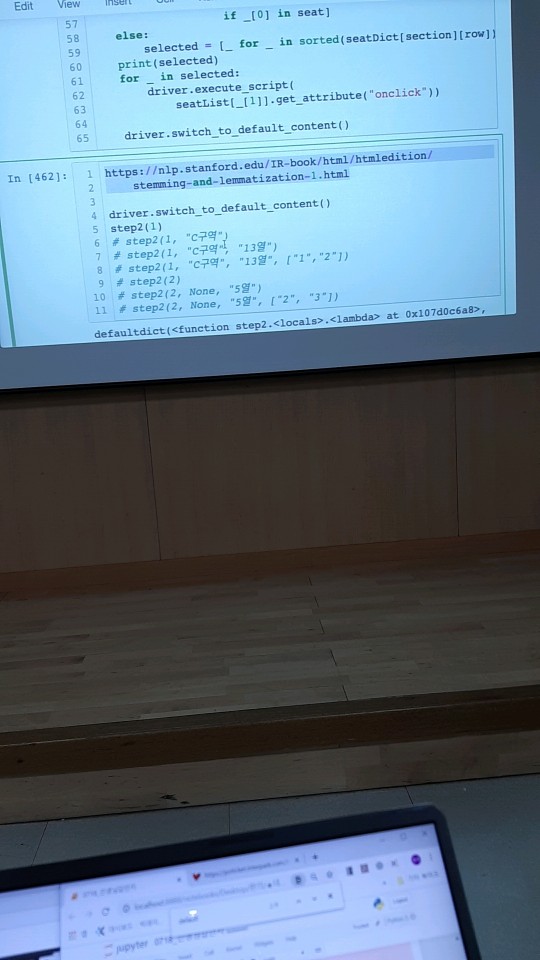 Edit View Insert
57 if _[0] in seat]
58 else:
59 selected = [_ for _ in sorted(seatDict[section][row])
60 print(selected)
61 for _ in selected:
62 driver.execute_script(
63 seatList[_[1]].get_attribute("onclick"))
64
65 driver.switch_to_default_content()
In [462]:
1 https://nlp.stanford.edu/IR-book/html/htmledition/
2 stemming-and-lemmatization-1.html
3
4 driver.switch_to_default_content()
5 step2(1)
6 # step2(1, "C구역")
7 # step2(1, "C구역", "13열")
8 # step2(1, "C구역", "13열", ["1","2"])
9 # step2(2)
10 # step2(2, None, "5열")
11 # step2(2, None, "5열", ["2", "3"])
defaultdict(<function step2.<locals>.<lambda> at 0x107d0c6a8>,
jupyter